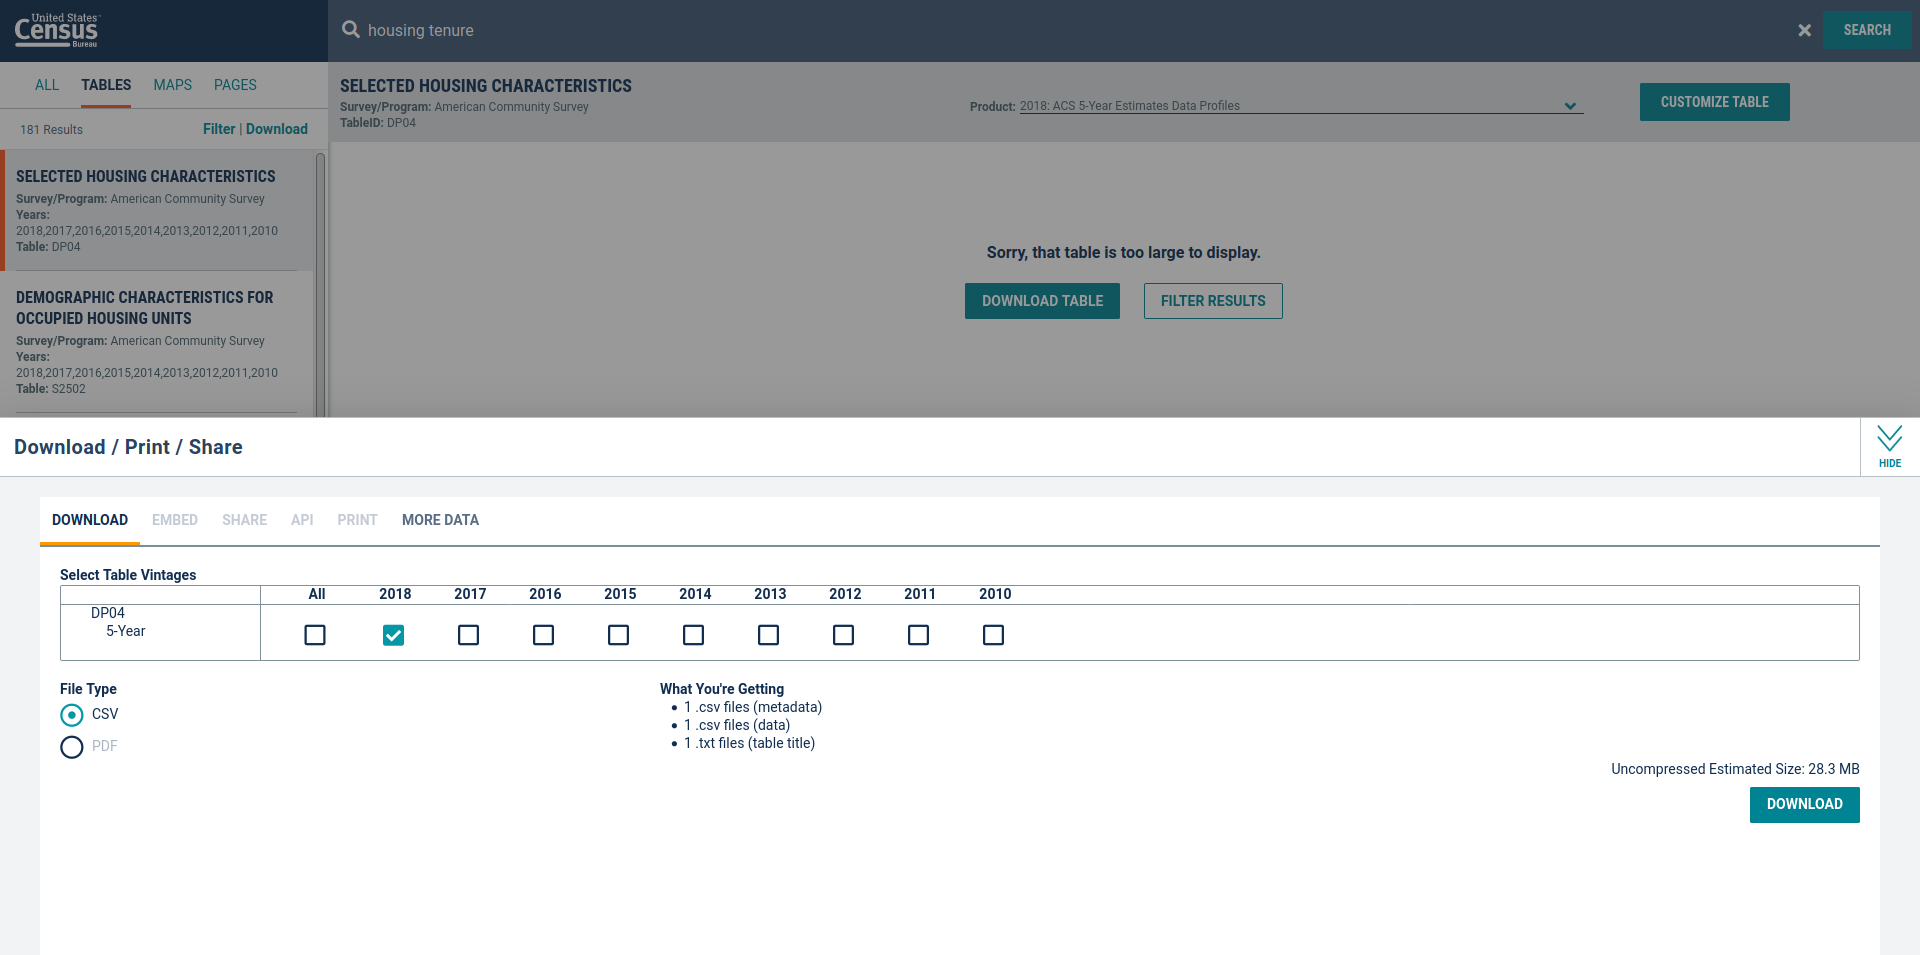 United States
Census
Bureau
housing tenure
SEARCH
ALL TABLES MAPS PAGES
181 Results Filter | Download
SELECTED HOUSING CHARACTERISTICS
Survey/Program: American Community Survey
Years:
2018,2017,2016,2015,2014,2013,2012,2011,2010
Table: DP04
DEMOGRAPHIC CHARACTERISTICS FOR
OCCUPIED HOUSING UNITS
Survey/Program: American Community Survey
Years:
2018,2017,2016,2015,2014,2013,2012,2011,2010
Table: S2502
SELECTED HOUSING CHARACTERISTICS
Survey/Program: American Community Survey
TableID: DP04
Product: 2018: ACS 5-Year Estimates Data Profiles
CUSTOMIZE TABLE
Sorry, that table is too large to display.
DOWNLOAD TABLE FILTER RESULTS
Download / Print / Share
HIDE
DOWNLOAD EMBED SHARE API PRINT MORE DATA
Select Table Vintages
All 2018 2017 2016 2015 2014 2013 2012 2011 2010
DP04
5-Year
File Type
CSV
PDF
What You're Getting
• 1 .csv files (metadata)
• 1 .csv files (data)
• 1 .txt files (table title)
Uncompressed Estimated Size: 28.3 MB
DOWNLOAD